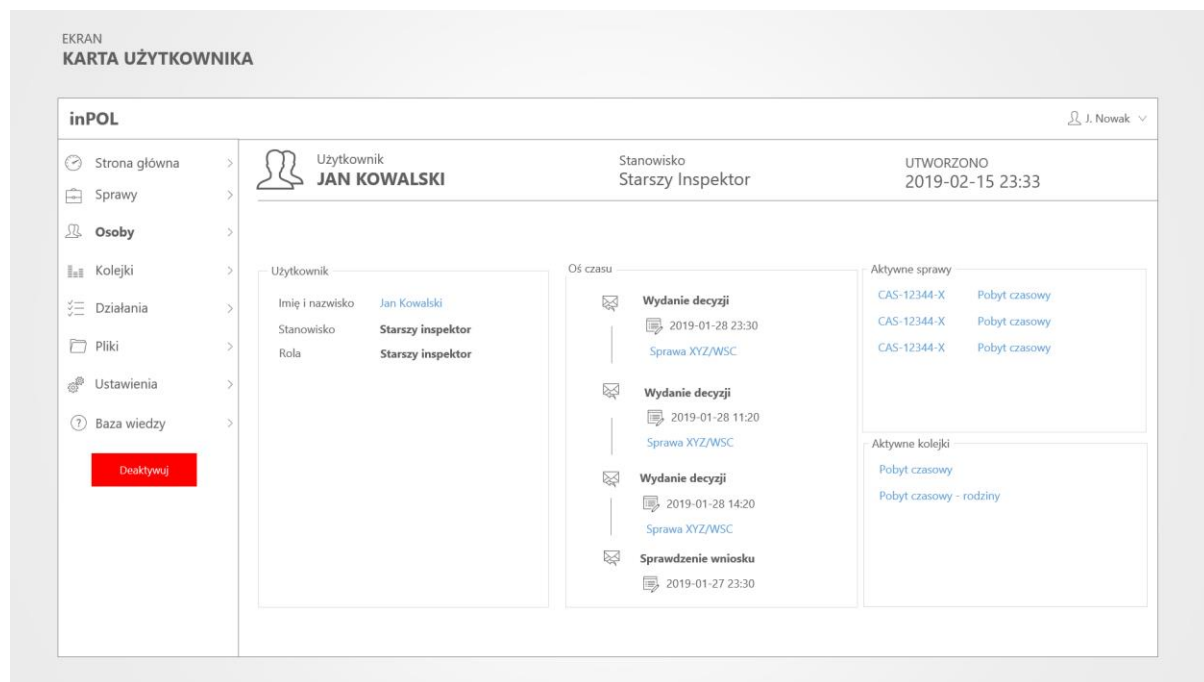 EKRAN
KARTA UŻYTKOWNIKA
inPOL
J. Nowak
Strona główna
Sprawy
Osoby
Kolejki
Działania
Pliki
Ustawienia
Baza wiedzy
Deaktywuj
Użytkownik
JAN KOWALSKI
Stanowisko
Starszy Inspektor
UTWORZONO
2019-02-15 23:33
Użytkownik
Imię i nazwisko Jan Kowalski
Stanowisko Starszy inspektor
Rola Starszy inspektor
Oś czasu
Wydanie decyzji
2019-01-28 23:30
Sprawa XYZ/WSC
Wydanie decyzji
2019-01-28 11:20
Sprawa XYZ/WSC
Wydanie decyzji
2019-01-28 14:20
Sprawa XYZ/WSC
Sprawdzenie wniosku
2019-01-27 23:30
Aktywne sprawy
CAS-12344-X Pobyt czasowy
CAS-12344-X Pobyt czasowy
CAS-12344-X Pobyt czasowy
Aktywne kolejki
Pobyt czasowy
Pobyt czasowy - rodziny